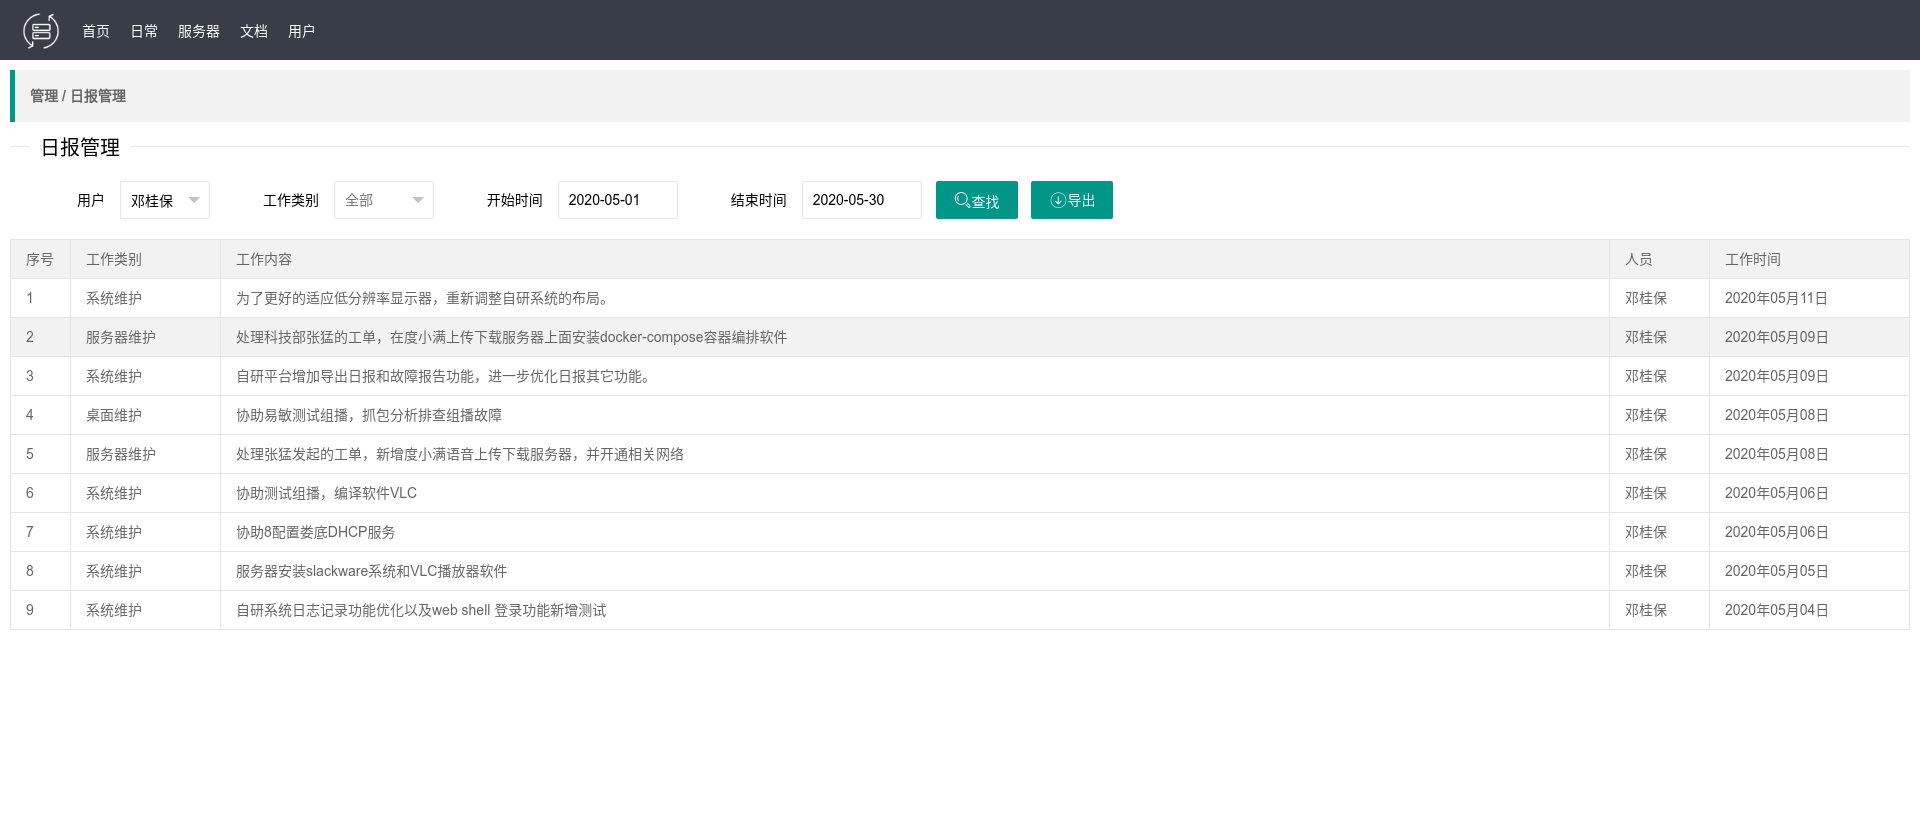 首页 日常 服务器 文档 用户
管理 / 日报管理
日报管理
用户 邓桂保 工作类别 全部 开始时间 2020-05-01 结束时间 2020-05-30 查找 导出
序号 工作类别 工作内容 人员 工作时间
1 系统维护 为了更好的适应低分辨率显示器，重新调整自研系统的布局。 邓桂保 2020年05月11日
2 服务器维护 处理科技部张猛的工单，在度小满上传下载服务器上面安装docker-compose容器编排软件 邓桂保 2020年05月09日
3 系统维护 自研平台增加导出日报和故障报告功能，进一步优化日报其它功能。 邓桂保 2020年05月09日
4 桌面维护 协助易敏测试组播，抓包分析排查组播故障 邓桂保 2020年05月08日
5 服务器维护 处理张猛发起的工单，新增度小满语音上传下载服务器，并开通相关网络 邓桂保 2020年05月08日
6 系统维护 协助测试组播，编译软件VLC 邓桂保 2020年05月06日
7 系统维护 协助8配置娄底DHCP服务 邓桂保 2020年05月06日
8 系统维护 服务器安装slackware系统和VLC播放器软件 邓桂保 2020年05月05日
9 系统维护 自研系统日志记录功能优化以及web shell 登录功能新增测试 邓桂保 2020年05月04日